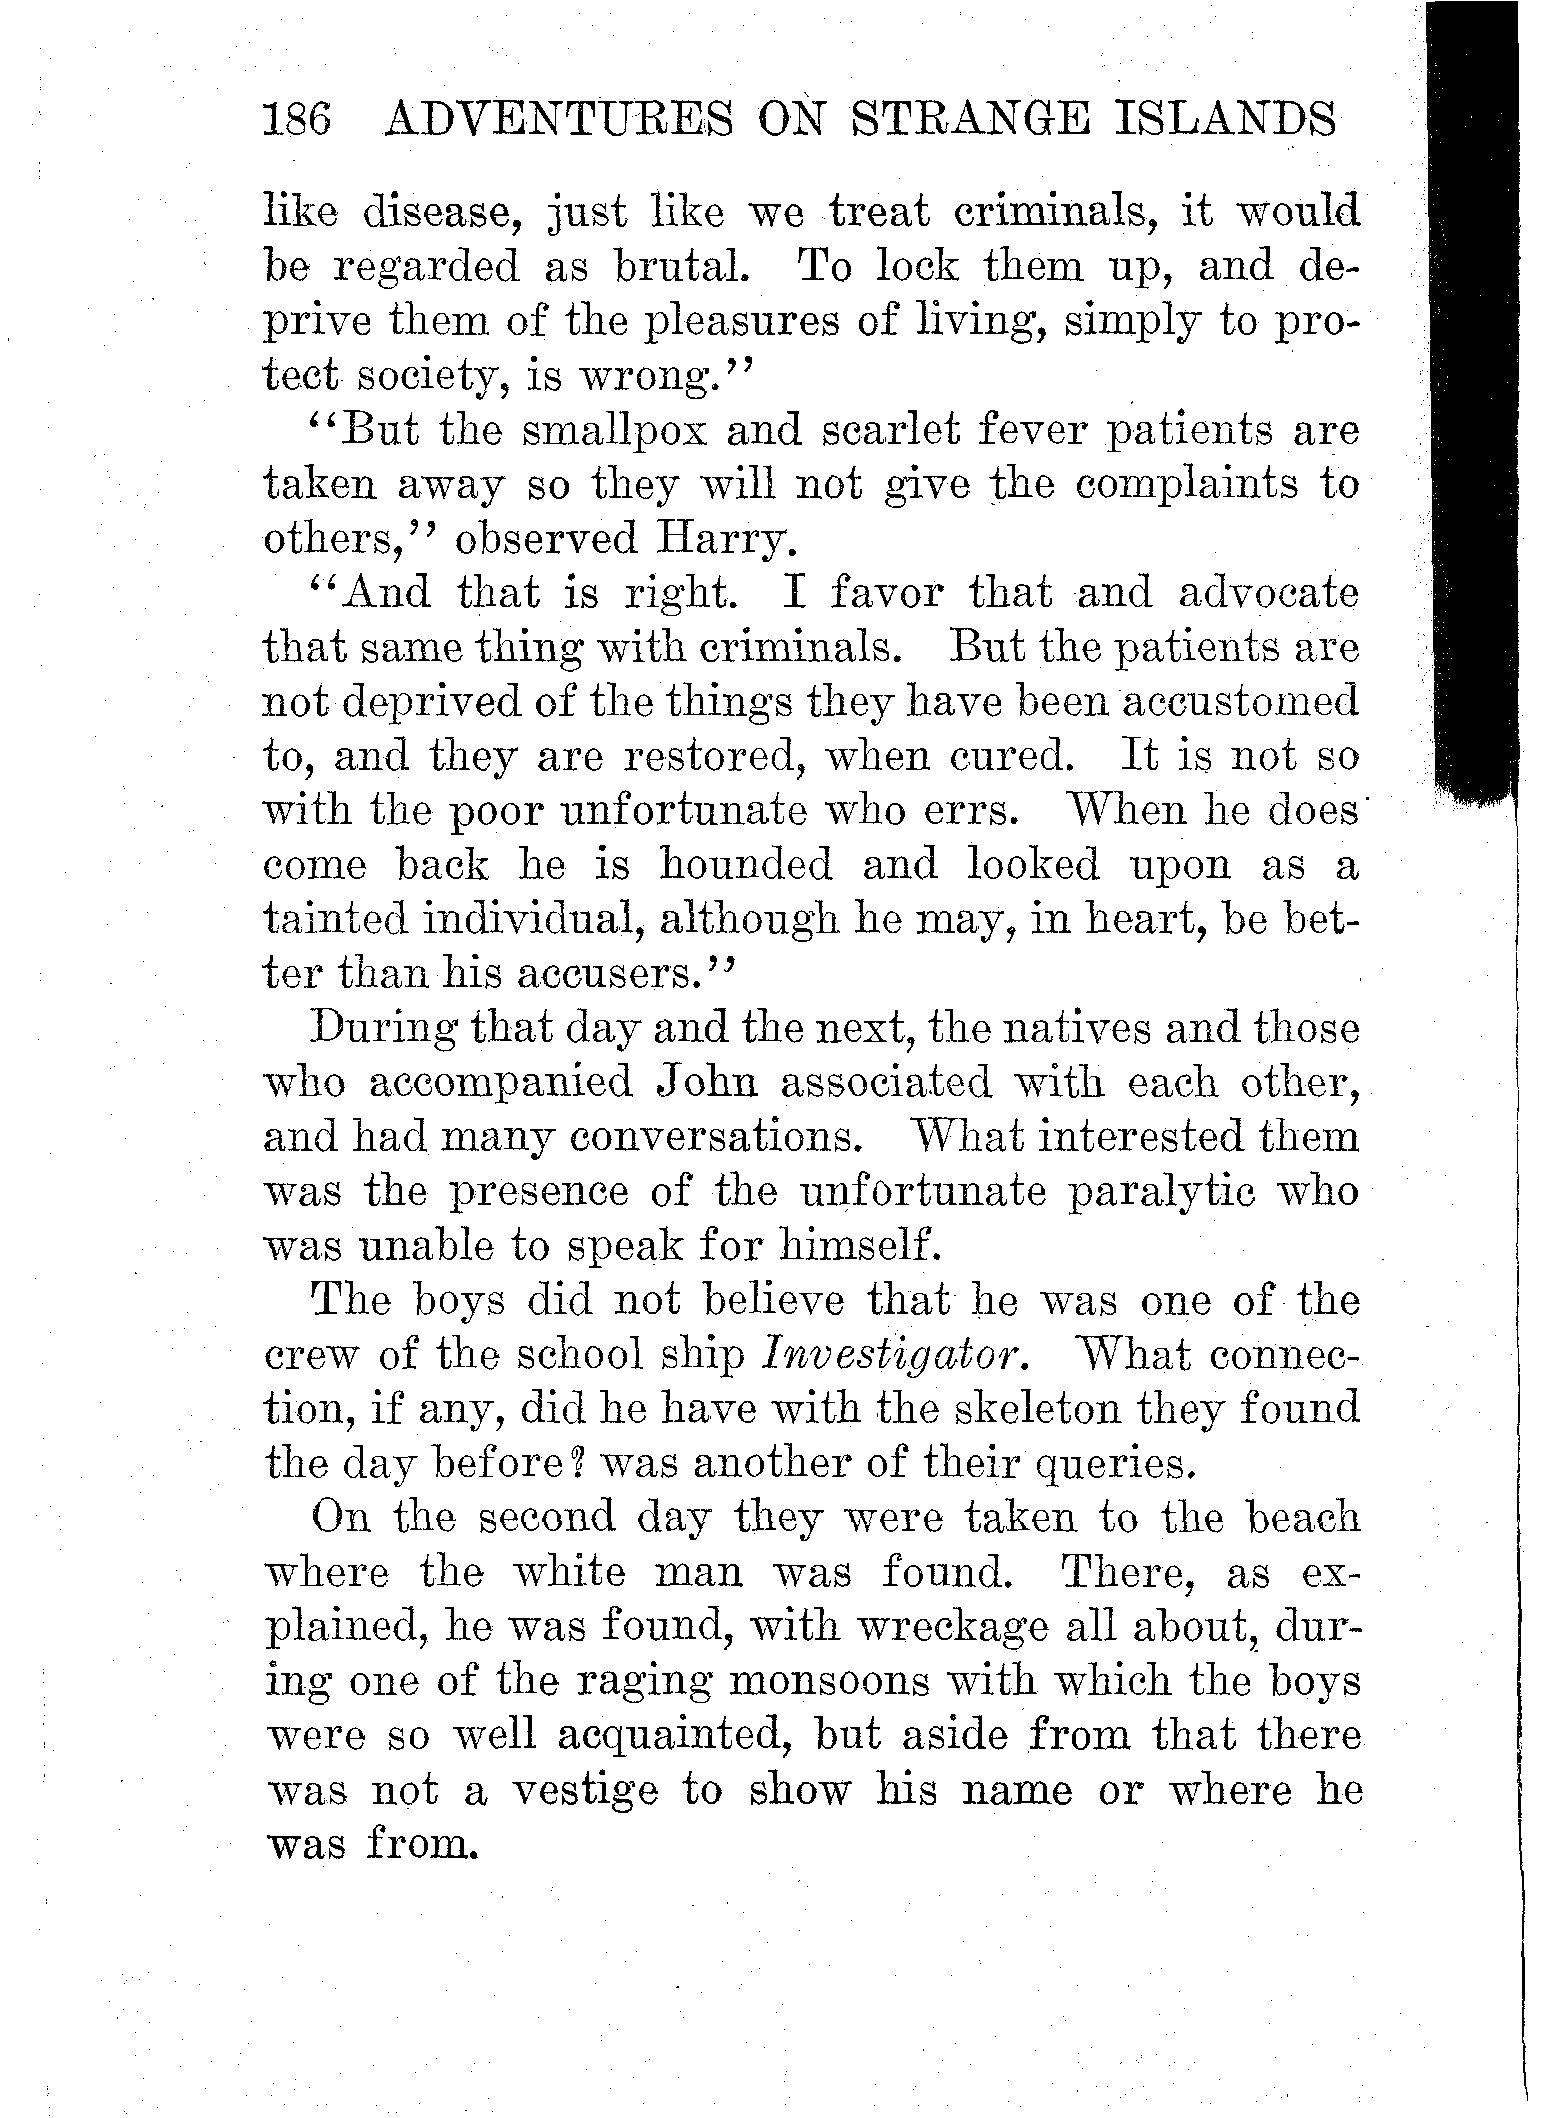 186 ADVENTURES ON STRANGE ISLANDS
like disease, just like we treat criminals, it would
be regarded as brutal. To lock them up, and de-
prive them of the pleasures of living, simply to pro-
tect society, is wrong.''
``But the smallpox and scarlet fever patients are
taken away so they will not give the complaints to
others,'' observed Harry.
``And that is right. I favor that and advocate
that same thing with criminals. But the patients are
not deprived of the things they have been accustomed
to, and they are restored, when cured. It is not so
with the poor unfortunate who errs. When he does
come back he is hounded and looked upon as a
tainted individual, although he may, in heart, be bet-
ter than his accusers.''
During that day and the next, the natives and those
who accompanied John associated with each other,
and had many conversations. What interested them
was the presence of the unfortunate paralytic who
was unable to speak for himself.
The boys did not believe that he was one of the
crew of the school ship Investigator. What connec-
tion, if any, did he have with the skeleton they found
the day before? was another of their queries.
On the second day they were taken to the beach
where the white man was found. There, as ex-
plained, he was found, with wreckage all about, dur-
ing one of the raging monsoons with which the boys
were so well acquainted, but aside from that there
was not a vestige to show his name or where he
was from.